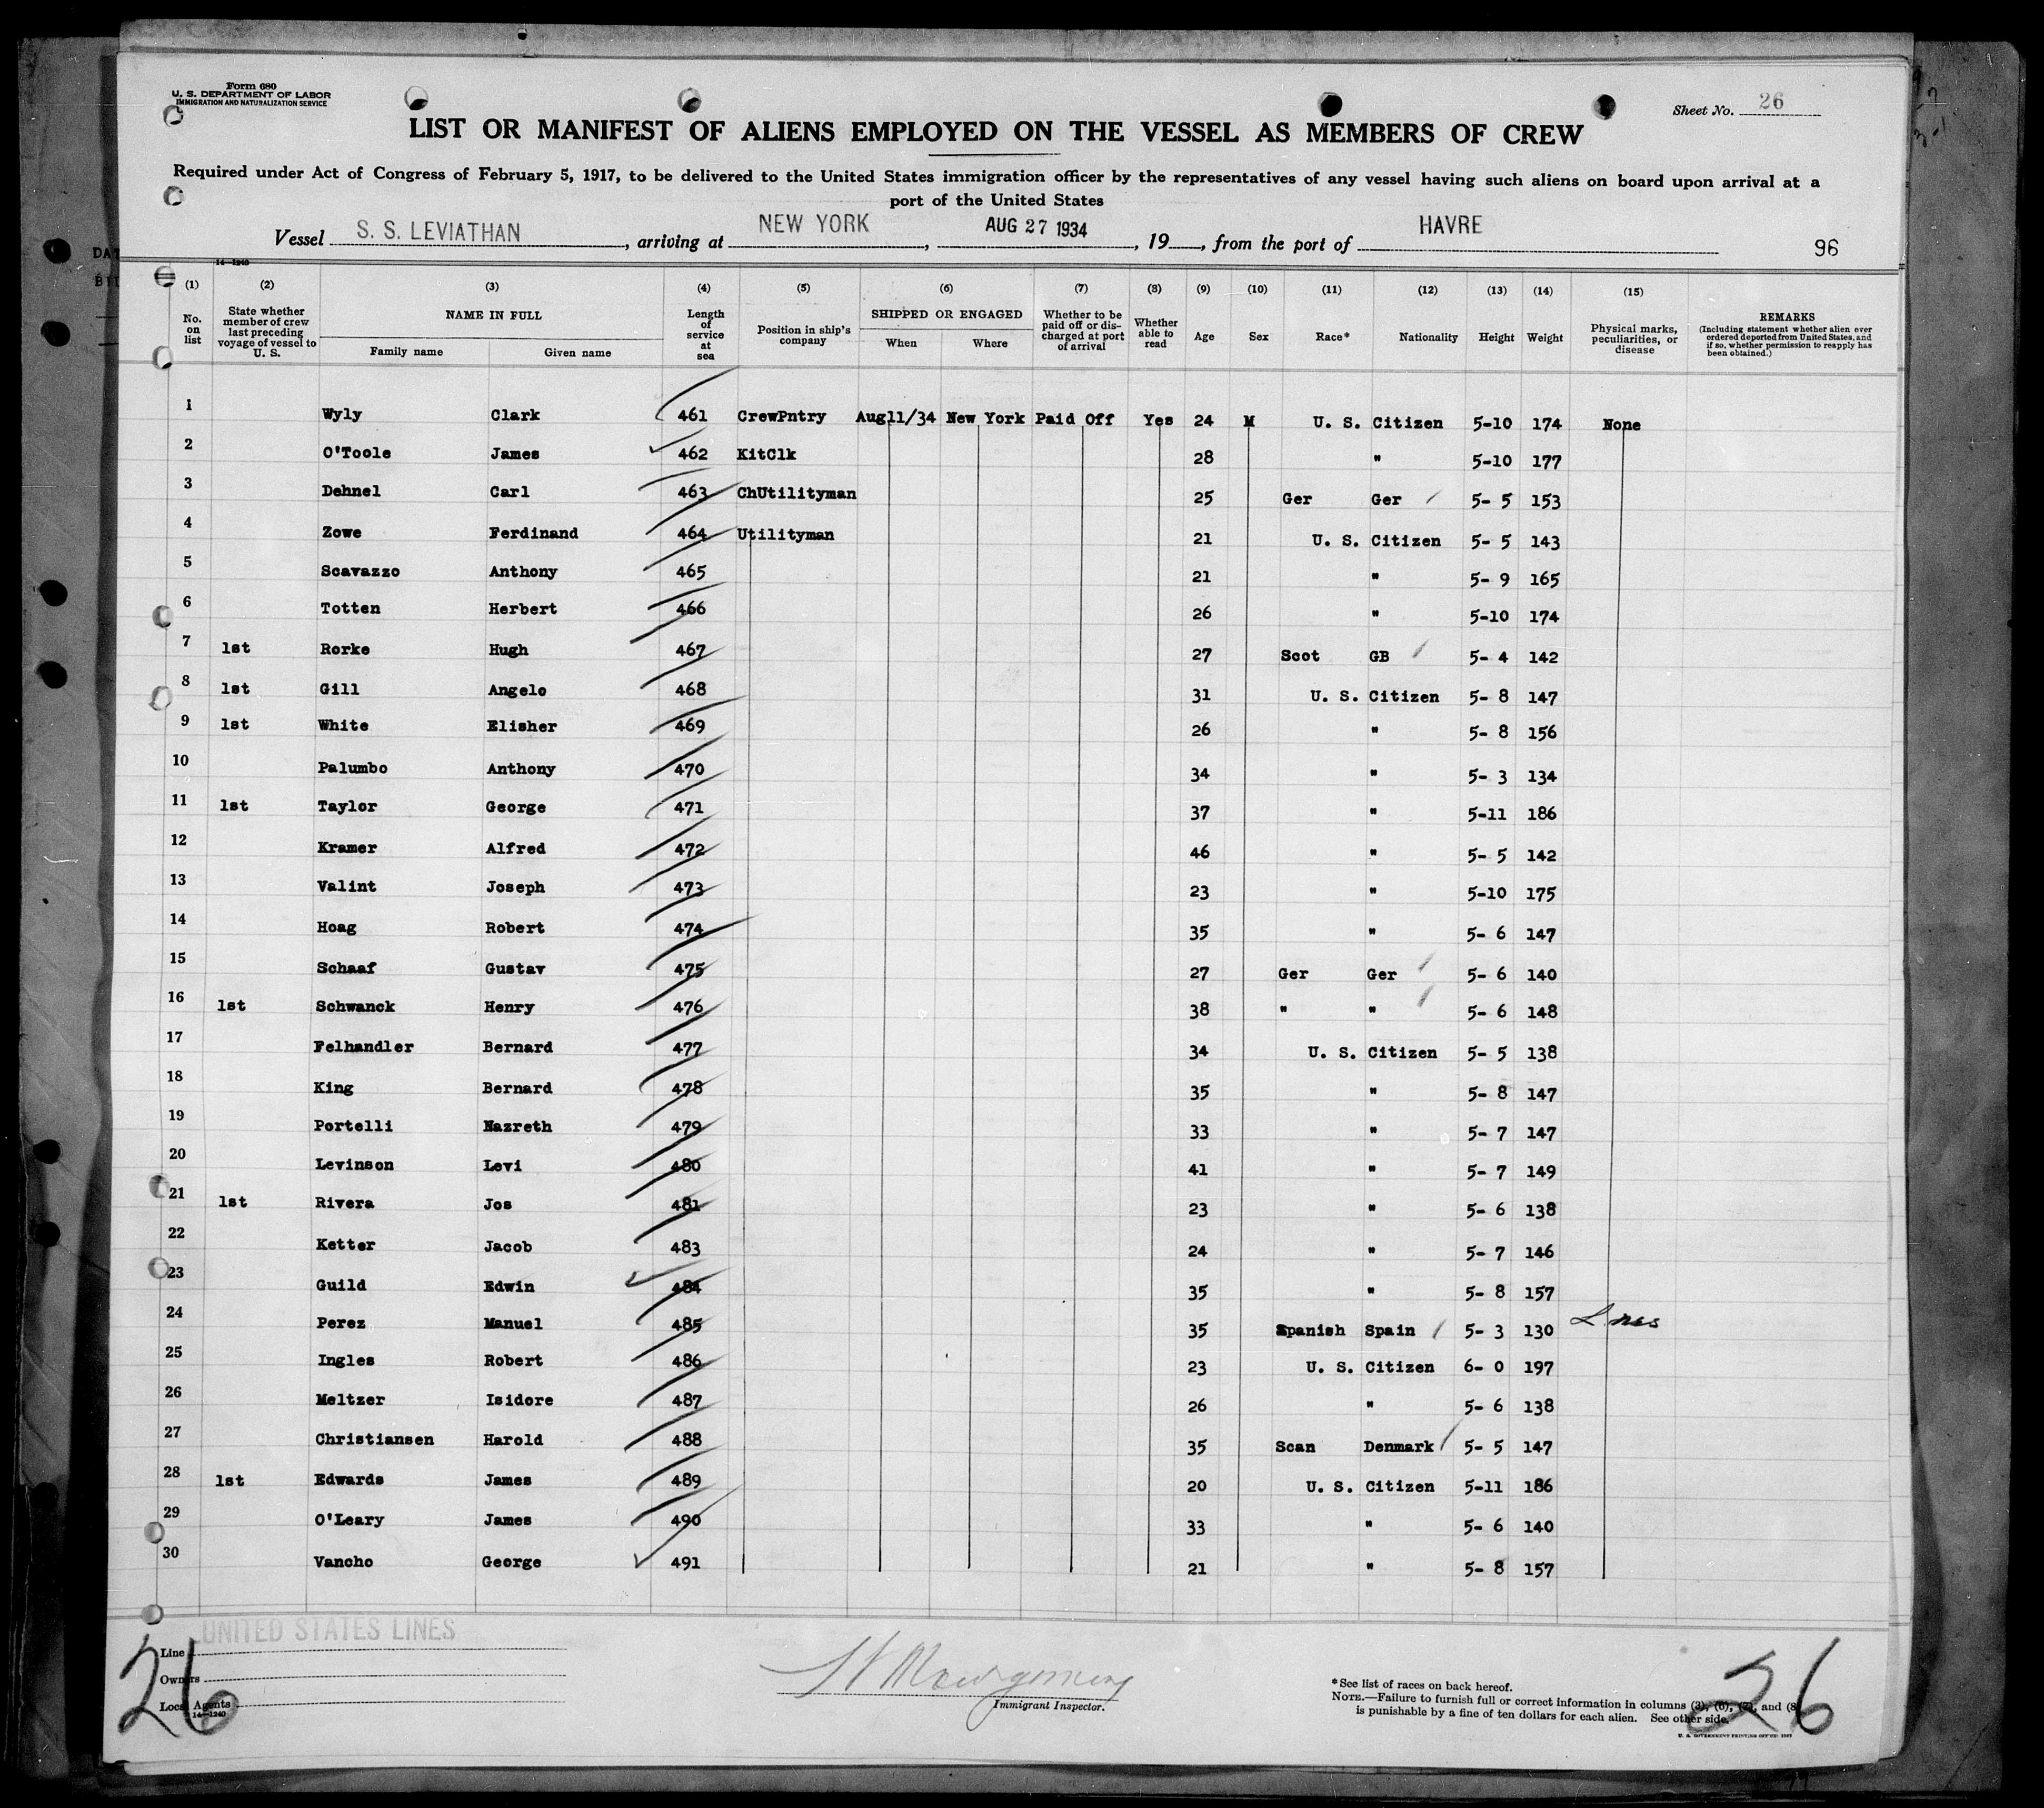 Form 680
U. S. DEPARTMENT OF LABOR
IMMIGRATION AND NATURALIZATION SERVICE
Sheet No. 26
LIST OR MANIFEST OF ALIENS EMPLOYED ON THE VESSEL AS MEMBERS OF CREW
Required under Act of Congress of February 5, 1917, to be delivered to the United States immigration officer by the representatives of any vessel having such aliens on board upon arrival at a
port of the United States
Vessel S. S. LEVIATHAN, arriving at NEW YORK, AUG 27 1934, 19, from the port of HAVRE
96
14—1240
(1) (2) (3) (4) (5) (6) (7) (8) (9) (10) (11) (12) (13) (14) (15)
No. on list
State whether member of crew last preceding voyage of vessel to U. S.
NAME IN FULL
Family name Given name
Length of service at sea
Position in ship's company
SHIPPED OR ENGAGED
When Where
Whether to be paid off or discharged at port of arrival
Whether able to read
Age Sex Race* Nationality Height Weight
Physical marks, peculiarities, or disease
REMARKS
(Including statement whether alien ever ordered deported from United States, and if so, whether permission to reapply has been obtained.)
1 Wyly Clark 461 CrewPntry Aug11/34 New York Paid Off Yes 24 M U. S. Citizen 5-10 174 None
2 O'Toole James 462 KitClk 28 " 5-10 177
3 Dehnel Carl 463 ChUtilityman 25 Ger Ger 5- 5 153
4 Zowe Ferdinand 464 Utilityman 21 U. S. Citizen 5- 5 143
5 Scavazzo Anthony 465 21 " 5- 9 165
6 Totten Herbert 466 26 " 5-10 174
7 1st Rorke Hugh 467 27 Scot GB 5- 4 142
8 1st Gill Angelo 468 31 U. S. Citizen 5- 8 147
9 1st White Elisher 469 26 " 5- 8 156
10 Palumbo Anthony 470 34 " 5- 3 134
11 1st Taylor George 471 37 " 5-11 186
12 Kramer Alfred 472 46 " 5- 5 142
13 Valint Joseph 473 23 " 5-10 175
14 Hoag Robert 474 35 " 5- 6 147
15 Schaaf Gustav 475 27 Ger Ger 5- 6 140
16 1st Schwanck Henry 476 38 " " 5- 6 148
17 Felhandler Bernard 477 34 U. S. Citizen 5- 5 138
18 King Bernard 478 35 " 5- 8 147
19 Portelli Nazreth 479 33 " 5- 7 147
20 Levinson Levi 480 41 " 5- 7 149
21 1st Rivera Jos 481 23 " 5- 6 138
22 Ketter Jacob 483 24 " 5- 7 146
23 Guild Edwin 484 35 " 5- 8 157
24 Perez Manuel 485 35 Spanish Spain 5- 3 130
25 Ingles Robert 486 23 U. S. Citizen 6- 0 197
26 Meltzer Isidore 487 26 " 5- 6 138
27 Christiansen Harold 488 35 Scan Denmark 5- 5 147
28 1st Edwards James 489 20 U. S. Citizen 5-11 186
29 O'Leary James 490 33 " 5- 6 140
30 Vancho George 491 21 " 5- 8 157
UNITED STATES LINES
Line
Owners
Local Agents
14—1240
26
Montgomery
Immigrant Inspector.
*See list of races on back hereof.
NOTE.—Failure to furnish full or correct information in columns (3), (6), (7), and (8)
is punishable by a fine of ten dollars for each alien. See other side.
26